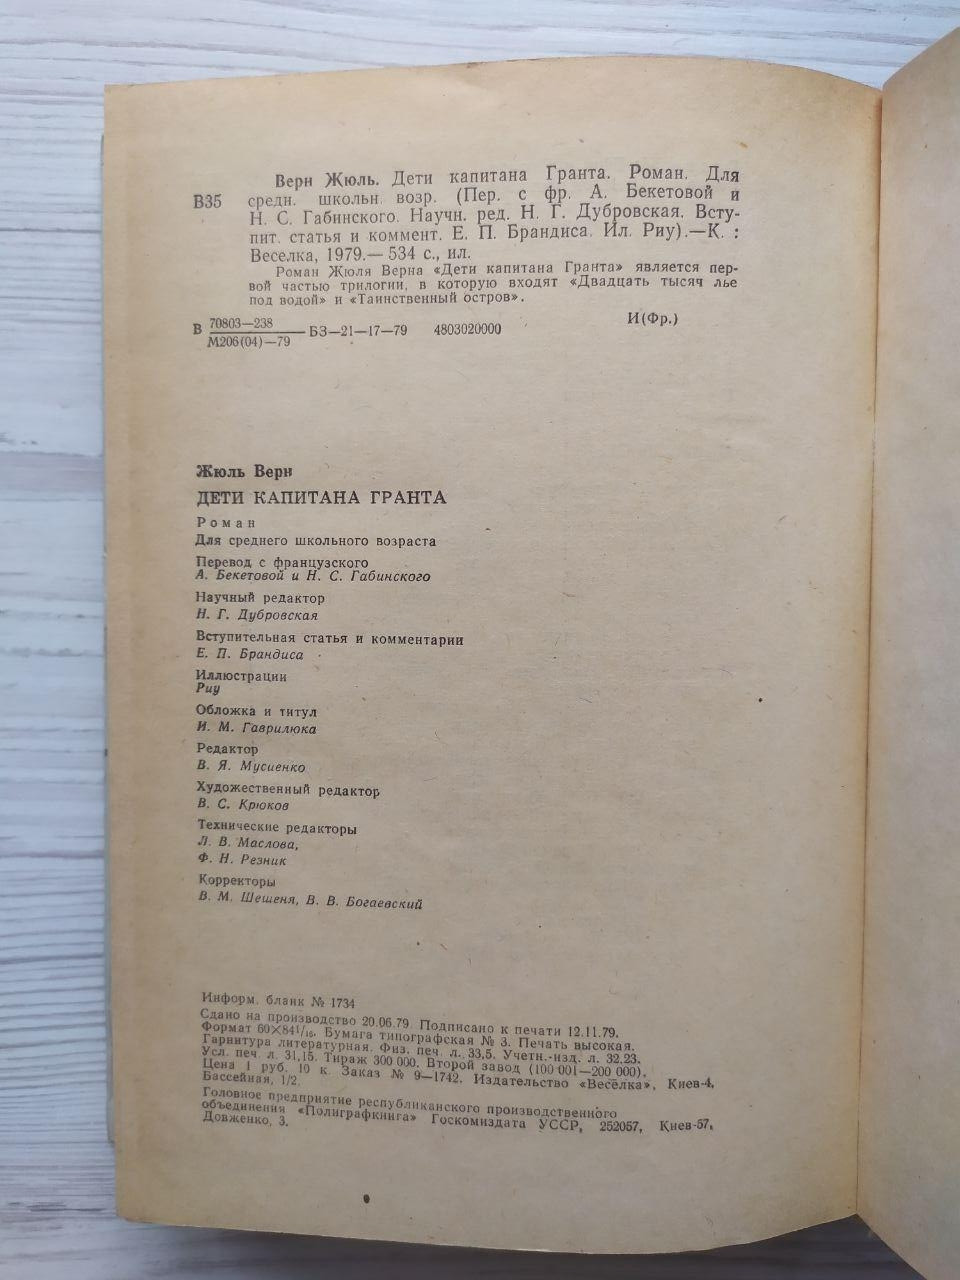 Верн Жюль. Дети капитана Гранта. Роман. Для
В35 средн. школьн. возр. (Пер. с фр. А. Бекетовой и
Н. С. Габинского. Научн. ред. Н. Г. Дубровская. Всту-
пит. статья и коммент. Е. П. Брандиса. Ил. Риу).—К. :
Веселка, 1979.— 534 с., ил.
Роман Жюля Верна «Дети капитана Гранта» является пер-
вой частью трилогии, в которую входят «Двадцать тысяч лье
под водой» и «Таинственный остров».
В 70803—238
М206(04)—79 БЗ—21—17—79 4803020000 И(Фр.)
Жюль Верн
ДЕТИ КАПИТАНА ГРАНТА
Роман
Для среднего школьного возраста
Перевод с французского
А. Бекетовой и Н. С. Габинского
Научный редактор
Н. Г. Дубровская
Вступительная статья и комментарии
Е. П. Брандиса
Иллюстрации
Риу
Обложка и титул
И. М. Гаврилюка
Редактор
В. Я. Мусиенко
Художественный редактор
В. С. Крюков
Технические редакторы
Л. В. Маслова,
Ф. Н. Резник
Корректоры
В. М. Шешеня, В. В. Богаевский
Информ. бланк № 1734
Сдано на производство 20.06.79. Подписано к печати 12.11.79.
Формат 60×84¹/₁₆. Бумага типографская № 3. Печать высокая.
Гарнитура литературная. Физ. печ. л. 33,5. Учетн.-изд. л. 32,23.
Усл. печ. л. 31,15. Тираж 300 000. Второй завод (100 001—200 000).
Цена 1 руб. 10 к. Заказ № 9—1742. Издательство «Веселка», Киев-4,
Бассейная, 1/2.
Головное предприятие республиканского производственного
объединения «Полиграфкнига» Госкомиздата УССР, 252057, Киев-57,
Довженко, 3.